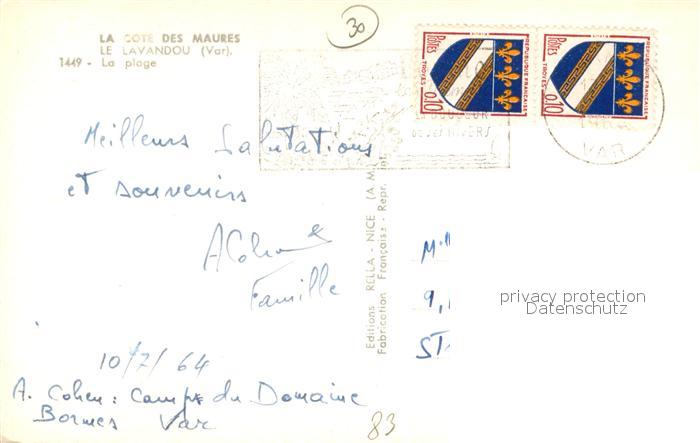 LA COTE DES MAURES
LE LAVANDOU (Var).
1449 - La plage
30
POSTES
REPUBLIQUE FRANÇAISE
TROYES
0,10
POSTES
REPUBLIQUE FRANÇAISE
TROYES
0,10
VAR
Meilleurs Salutations
et souvenirs
A Cohen &
Famille
10/7/64
A. Cohen: Camp du Domaine
Bormes Var
83
Editions RELLA - NICE (A.M.)
Fabrication Française - Repr. Int.
M
9,
ST
privacy protection
Datenschutz